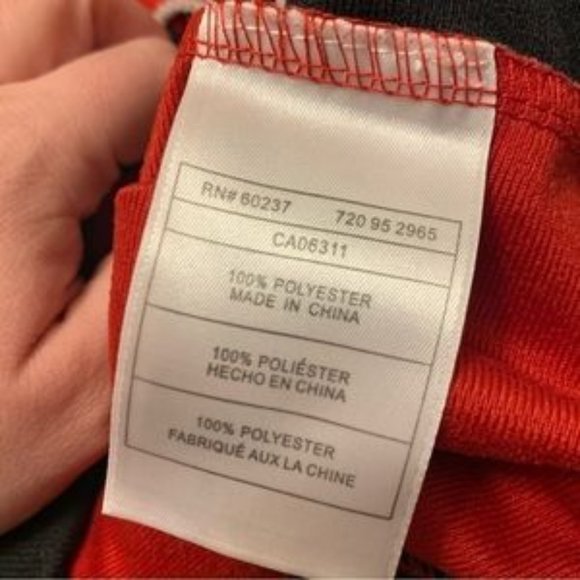 RN# 60237 720 95 2965
CA06311
100% POLYESTER
MADE IN CHINA
100% POLIÉSTER
HECHO EN CHINA
100% POLYESTER
FABRIQUÉ AUX LA CHINE